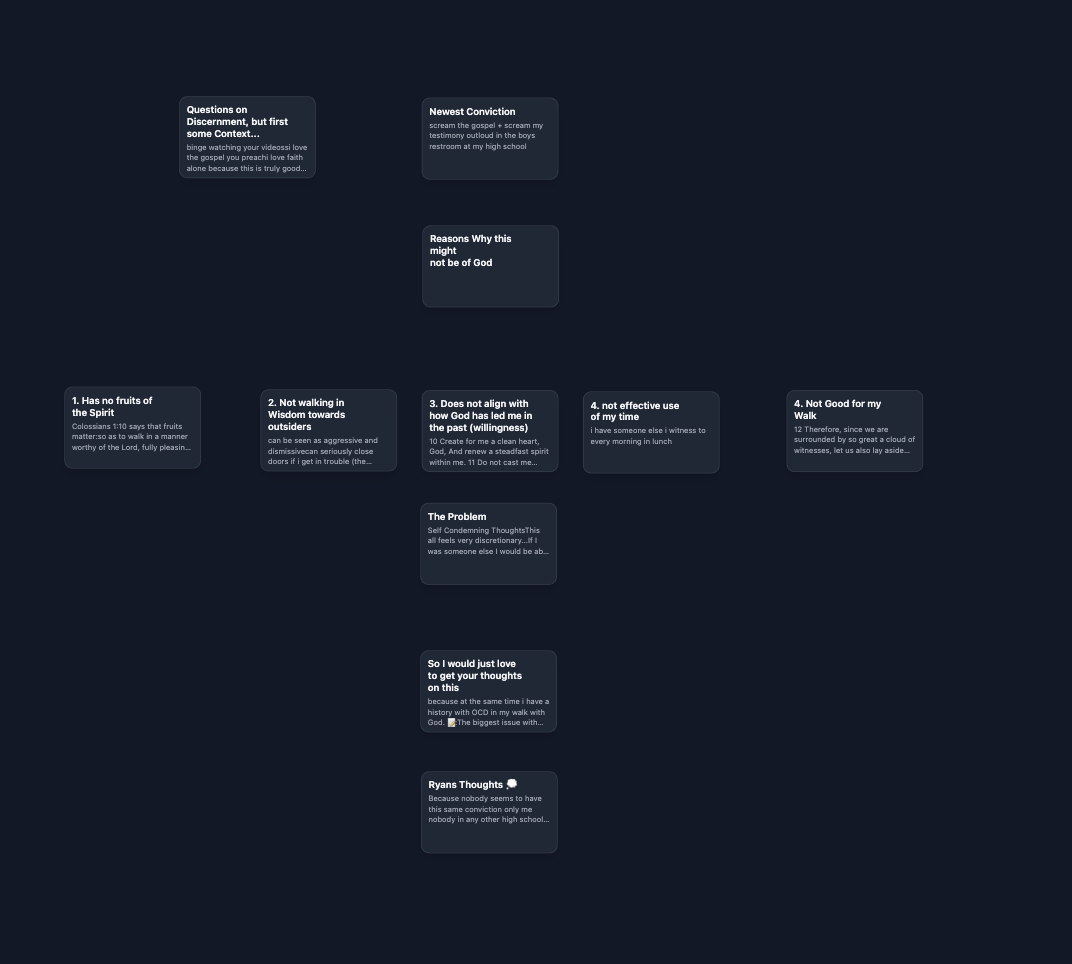 Questions on
Discernment, but first
some Context...
binge watching your videossi love
the gospel you preachi love faith
alone because this is truly good...
Newest Conviction
scream the gospel + scream my
testimony outloud in the boys
restroom at my high school
Reasons Why this
might
not be of God
1. Has no fruits of
the Spirit
Colossians 1:10 says that fruits
matter:so as to walk in a manner
worthy of the Lord, fully pleasin...
2. Not walking in
Wisdom towards
outsiders
can be seen as aggressive and
dismissivecan seriously close
doors if i get in trouble (the...
3. Does not align with
how God has led me in
the past (willingness)
10 Create for me a clean heart,
God, And renew a steadfast spirit
within me. 11 Do not cast me...
4. not effective use
of my time
i have someone else i witness to
every morning in lunch
4. Not Good for my
Walk
12 Therefore, since we are
surrounded by so great a cloud of
witnesses, let us also lay aside...
The Problem
Self Condemning ThoughtsThis
all feels very discretionary...If I
was someone else I would be ab...
So I would just love
to get your thoughts
on this
because at the same time i have a
history with OCD in my walk with
God. 📝The biggest issue with...
Ryans Thoughts 💭
Because nobody seems to have
this same conviction only me
nobody in any other high school...